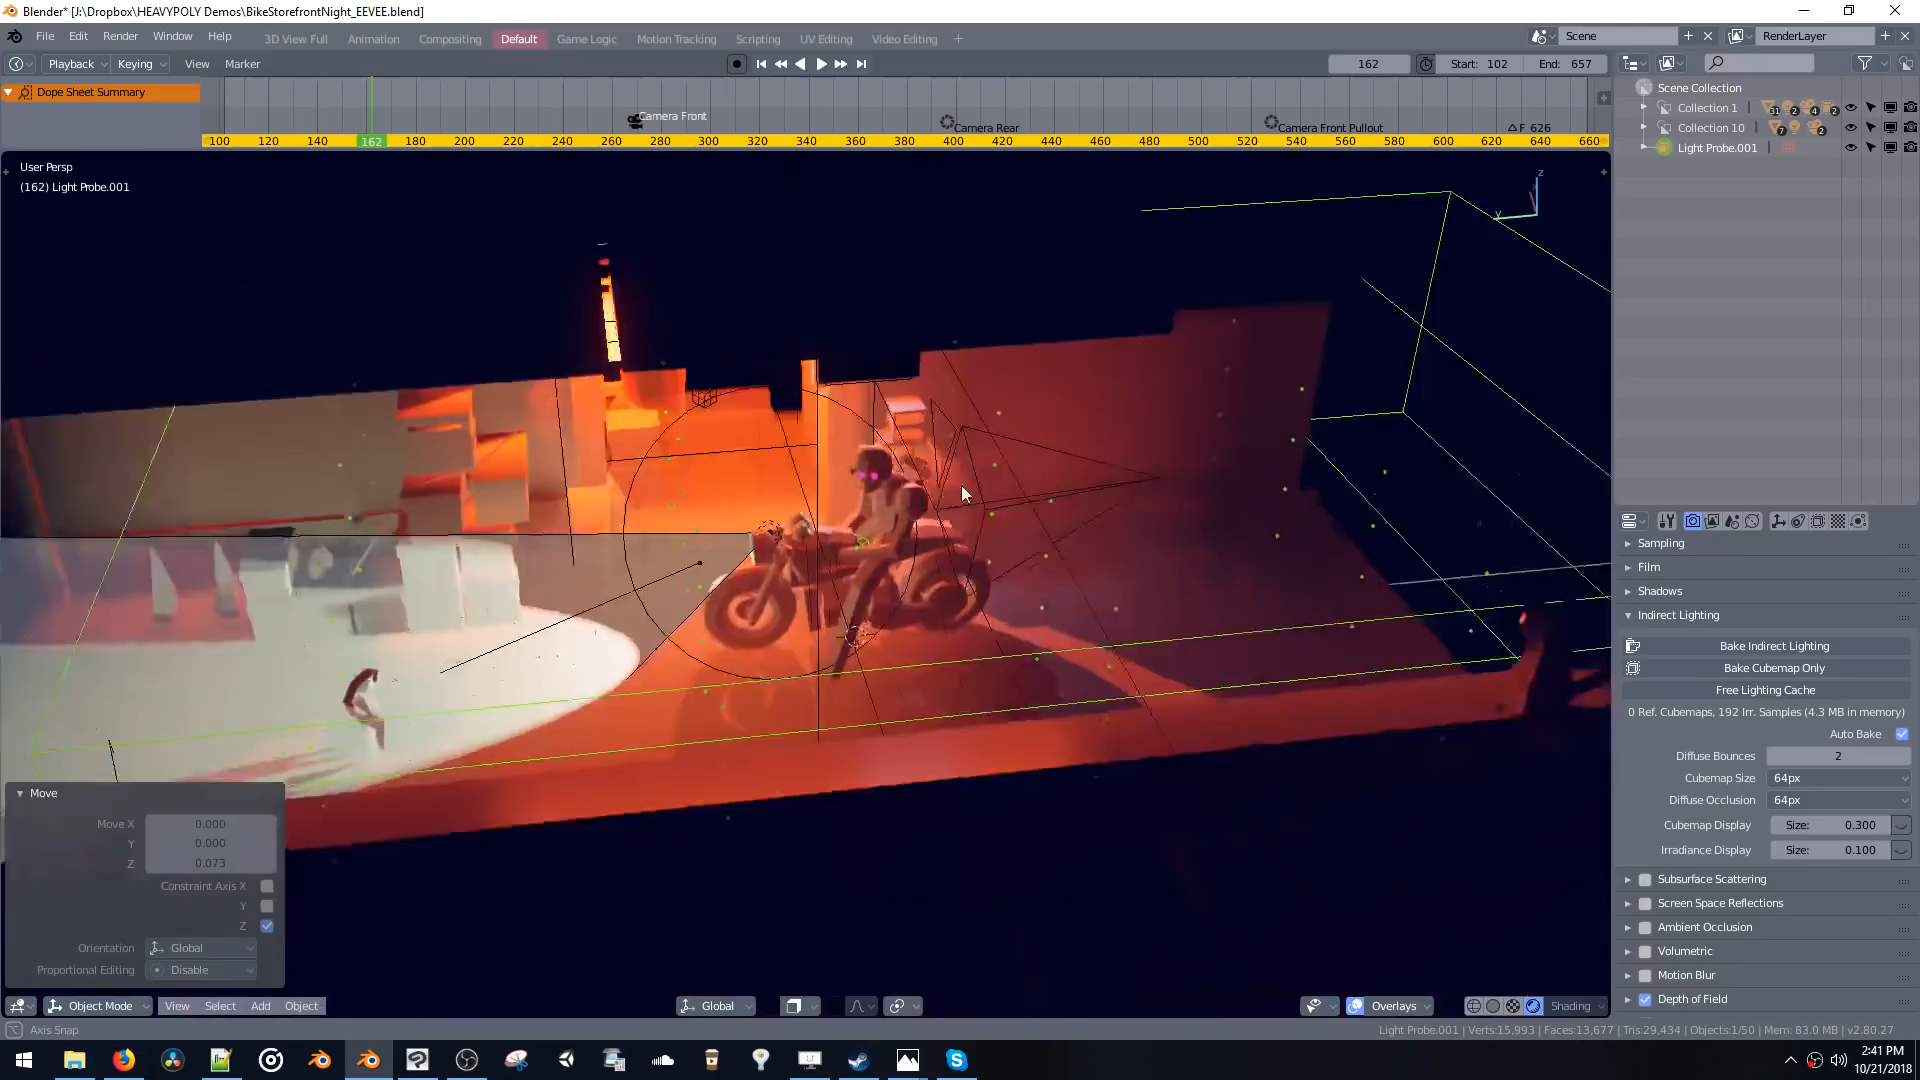 Blender* [J:\Dropbox\HEAVYPOLY Demos\BikeStorefrontNight_EEVEE.blend]
File Edit Render Window Help 3D View Full Animation Compositing Default Game Logic Motion Tracking Scripting UV Editing Video Editing Scene RenderLayer
Playback Keying View Marker 162 Start: 102 End: 657
Dope Sheet Summary
Camera Front
Camera Rear Camera Front Pullout F 626
100 120 140 162 180 200 220 240 260 280 300 320 340 360 380 400 420 440 460 480 500 520 540 560 580 600 620 640 660
Scene Collection
Collection 1 31 2 4 2
Collection 10 7 2
Light Probe.001
User Persp
(162) Light Probe.001
z
y
Sampling
Film
Shadows
Indirect Lighting
Bake Indirect Lighting
Bake Cubemap Only
Free Lighting Cache
0 Ref. Cubemaps, 192 Irr. Samples (4.3 MB in memory)
Auto Bake
Diffuse Bounces 2
Cubemap Size 64px
Diffuse Occlusion 64px
Cubemap Display Size: 0.300
Irradiance Display Size: 0.100
Subsurface Scattering
Screen Space Reflections
Ambient Occlusion
Volumetric
Motion Blur
Depth of Field
Move
Move X 0.000
Y 0.000
Z 0.073
Constraint Axis X
Y
Z
Orientation Global
Proportional Editing Disable
Object Mode View Select Add Object Global Overlays Shading
Axis Snap Light Probe.001 | Verts:15,993 | Faces:13,677 | Tris:29,434 | Objects:1/50 | Mem: 83.0 MB | v2.80.27
2:41 PM
10/21/2018